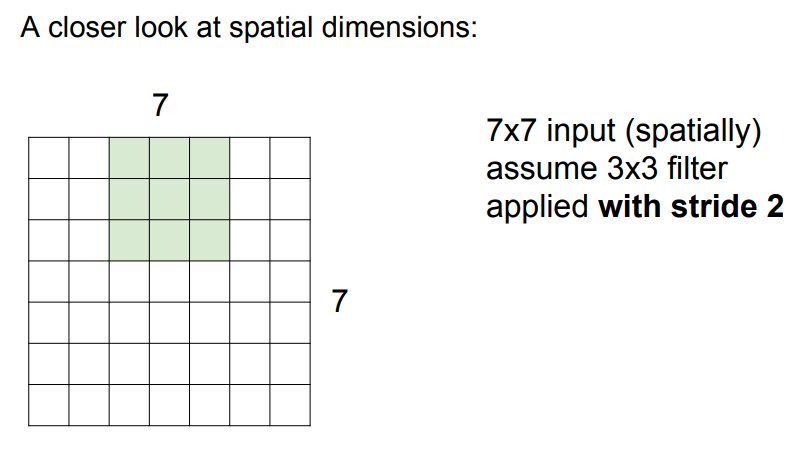 A closer look at spatial dimensions:
7
7x7 input (spatially)
assume 3x3 filter
applied with stride 2
7